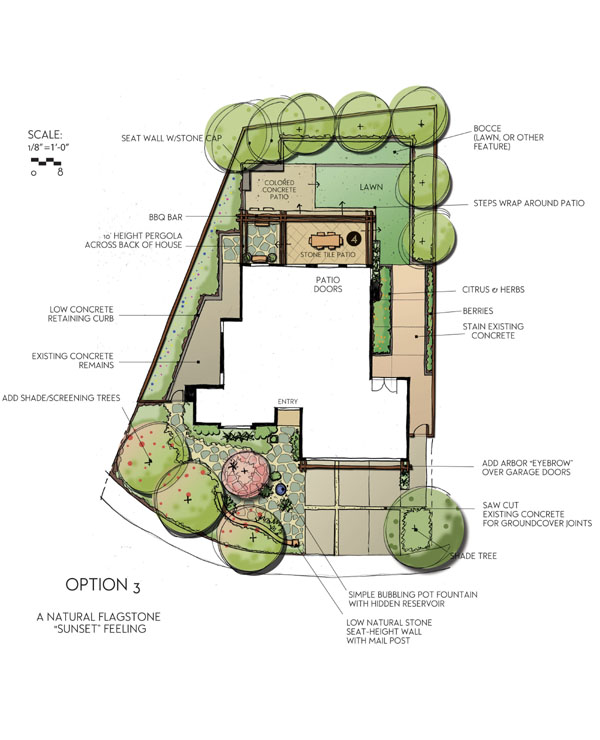 SCALE:
1/8"=1'-0"
0 8
SEAT WALL W/STONE CAP
BOCCE
(LAWN, OR OTHER
FEATURE)
COLORED
CONCRETE
PATIO
LAWN
STEPS WRAP AROUND PATIO
BBQ BAR
10' HEIGHT PERGOLA
ACROSS BACK OF HOUSE
4
STONE TILE PATIO
PATIO
DOORS
CITRUS & HERBS
BERRIES
STAIN EXISTING
CONCRETE
LOW CONCRETE
RETAINING CURB
EXISTING CONCRETE
REMAINS
ADD SHADE/SCREENING TREES
ENTRY
ADD ARBOR "EYEBROW"
OVER GARAGE DOORS
SAW CUT
EXISTING CONCRETE
FOR GROUNDCOVER JOINTS
SHADE TREE
OPTION 3
A NATURAL FLAGSTONE
"SUNSET" FEELING
SIMPLE BUBBLING POT FOUNTAIN
WITH HIDDEN RESERVOIR
LOW NATURAL STONE
SEAT-HEIGHT WALL
WITH MAIL POST